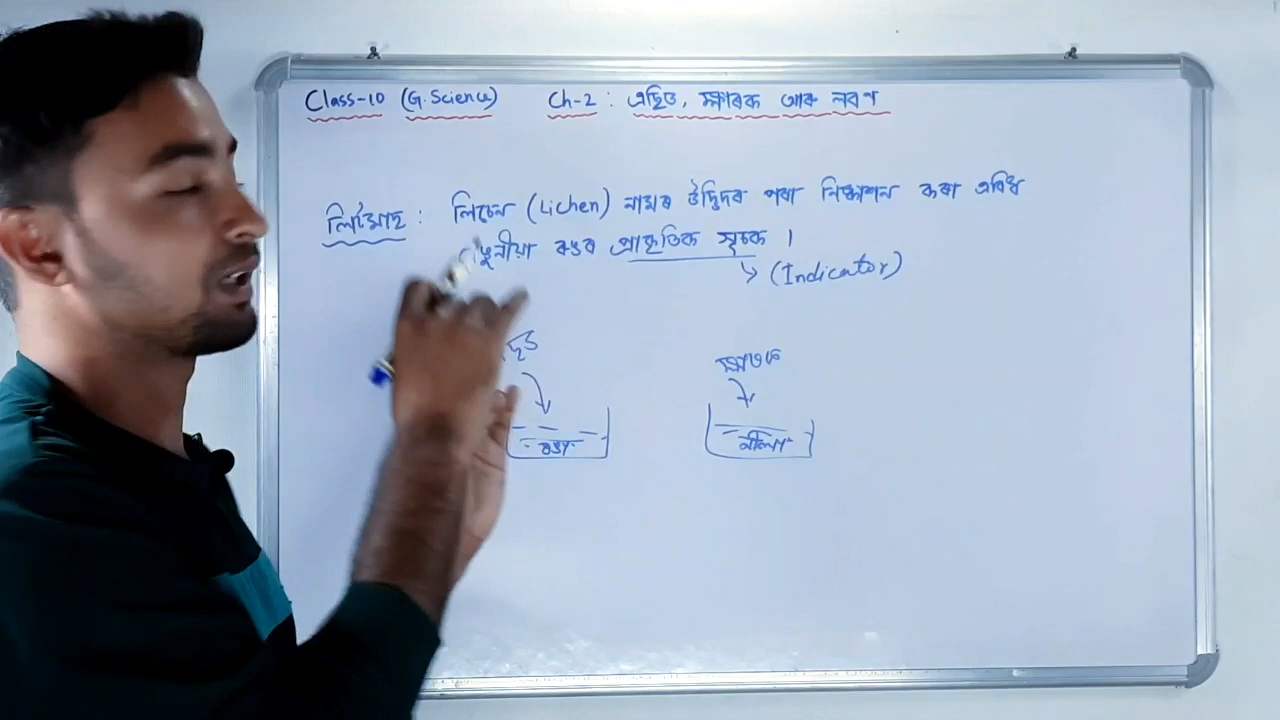 Class-10 (G. Science) Ch-2 : এছিড, ক্ষাৰক আৰু লৱণ
লিটমাছ : লিচেন (Lichen) নামৰ উদ্ভিদৰ পৰা নিষ্কাশন কৰা এবিধ
বেঙুনীয়া ৰঙৰ প্ৰাকৃতিক সূচক ।
(Indicator)
ক্ষাৰক
ৰঙা
নীলা